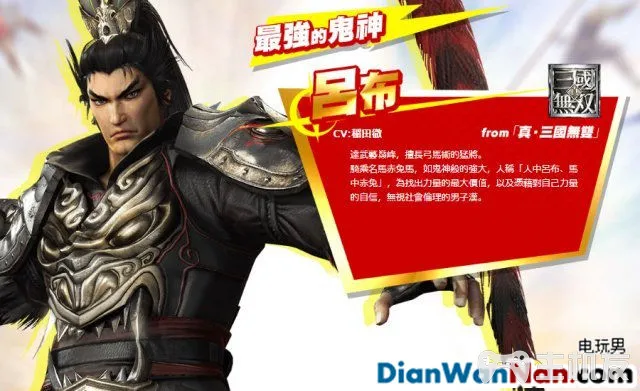 最強的鬼神
呂布
三國無双
CV:稲田徹
from「真‧三國無雙」
達武藝巔峰，擅長弓馬術的猛將。
騎乘名馬赤兔馬，如鬼神般的強大，人稱「人中呂布、馬
中赤兔」，為找出力量的最大價值，以及憑藉對自己力量
的自信，無視社會倫理的男子漢。
电玩男
DianWanNan.com